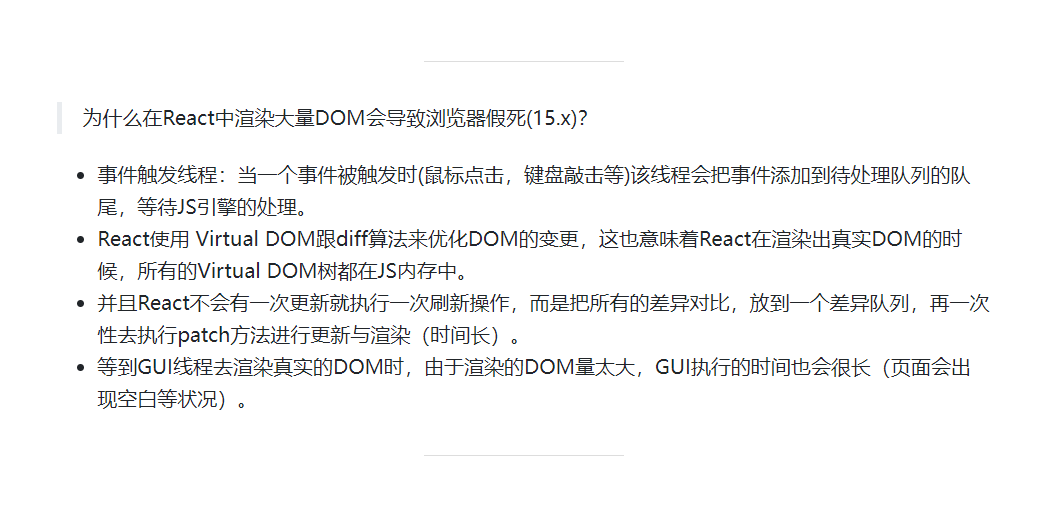 为什么在React中渲染大量DOM会导致浏览器假死(15.x)?
事件触发线程：当一个事件被触发时(鼠标点击，键盘敲击等)该线程会把事件添加到待处理队列的队
尾，等待JS引擎的处理。
React使用 Virtual DOM跟diff算法来优化DOM的变更，这也意味着React在渲染出真实DOM的时
候，所有的Virtual DOM树都在JS内存中。
并且React不会有一次更新就执行一次刷新操作，而是把所有的差异对比，放到一个差异队列，再一次
性去执行patch方法进行更新与渲染（时间长）。
等到GUI线程去渲染真实的DOM时，由于渲染的DOM量太大，GUI执行的时间也会很长（页面会出
现空白等状况）。